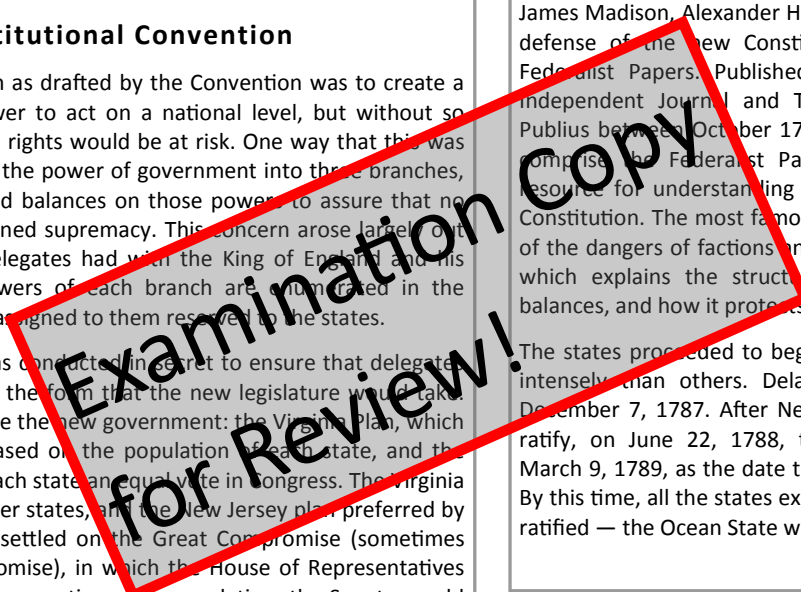 titutional Convention
n as drafted by the Convention was to create a
wer to act on a national level, but without so
rights would be at risk. One way that this was
the power of government into three branches,
d balances on those powers to assure that no
ned supremacy. This concern arose largely out
elegates had with the King of England and his
wers of each branch are enumerated in the
assigned to them reserved to the states.
as conducted in secret to ensure that delegates
the form that the new legislature would take.
e the new government: the Virginia Plan, which
ased on the population of each state, and the
ach state an equal vote in Congress. The Virginia
er states, and the New Jersey plan preferred by
settled on the Great Compromise (sometimes
omise), in which the House of Representatives
James Madison, Alexander H
defense of the new Consti
Federalist Papers. Published
Independent Journal and T
Publius between October 17
comprise the Federalist Pa
resource for understanding
Constitution. The most famo
of the dangers of factions an
which explains the structu
balances, and how it protects
The states proceeded to beg
intensely than others. Dela
December 7, 1787. After Ne
ratify, on June 22, 1788, t
March 9, 1789, as the date t
By this time, all the states ex
ratified — the Ocean State w
Examination Copy
for Review!